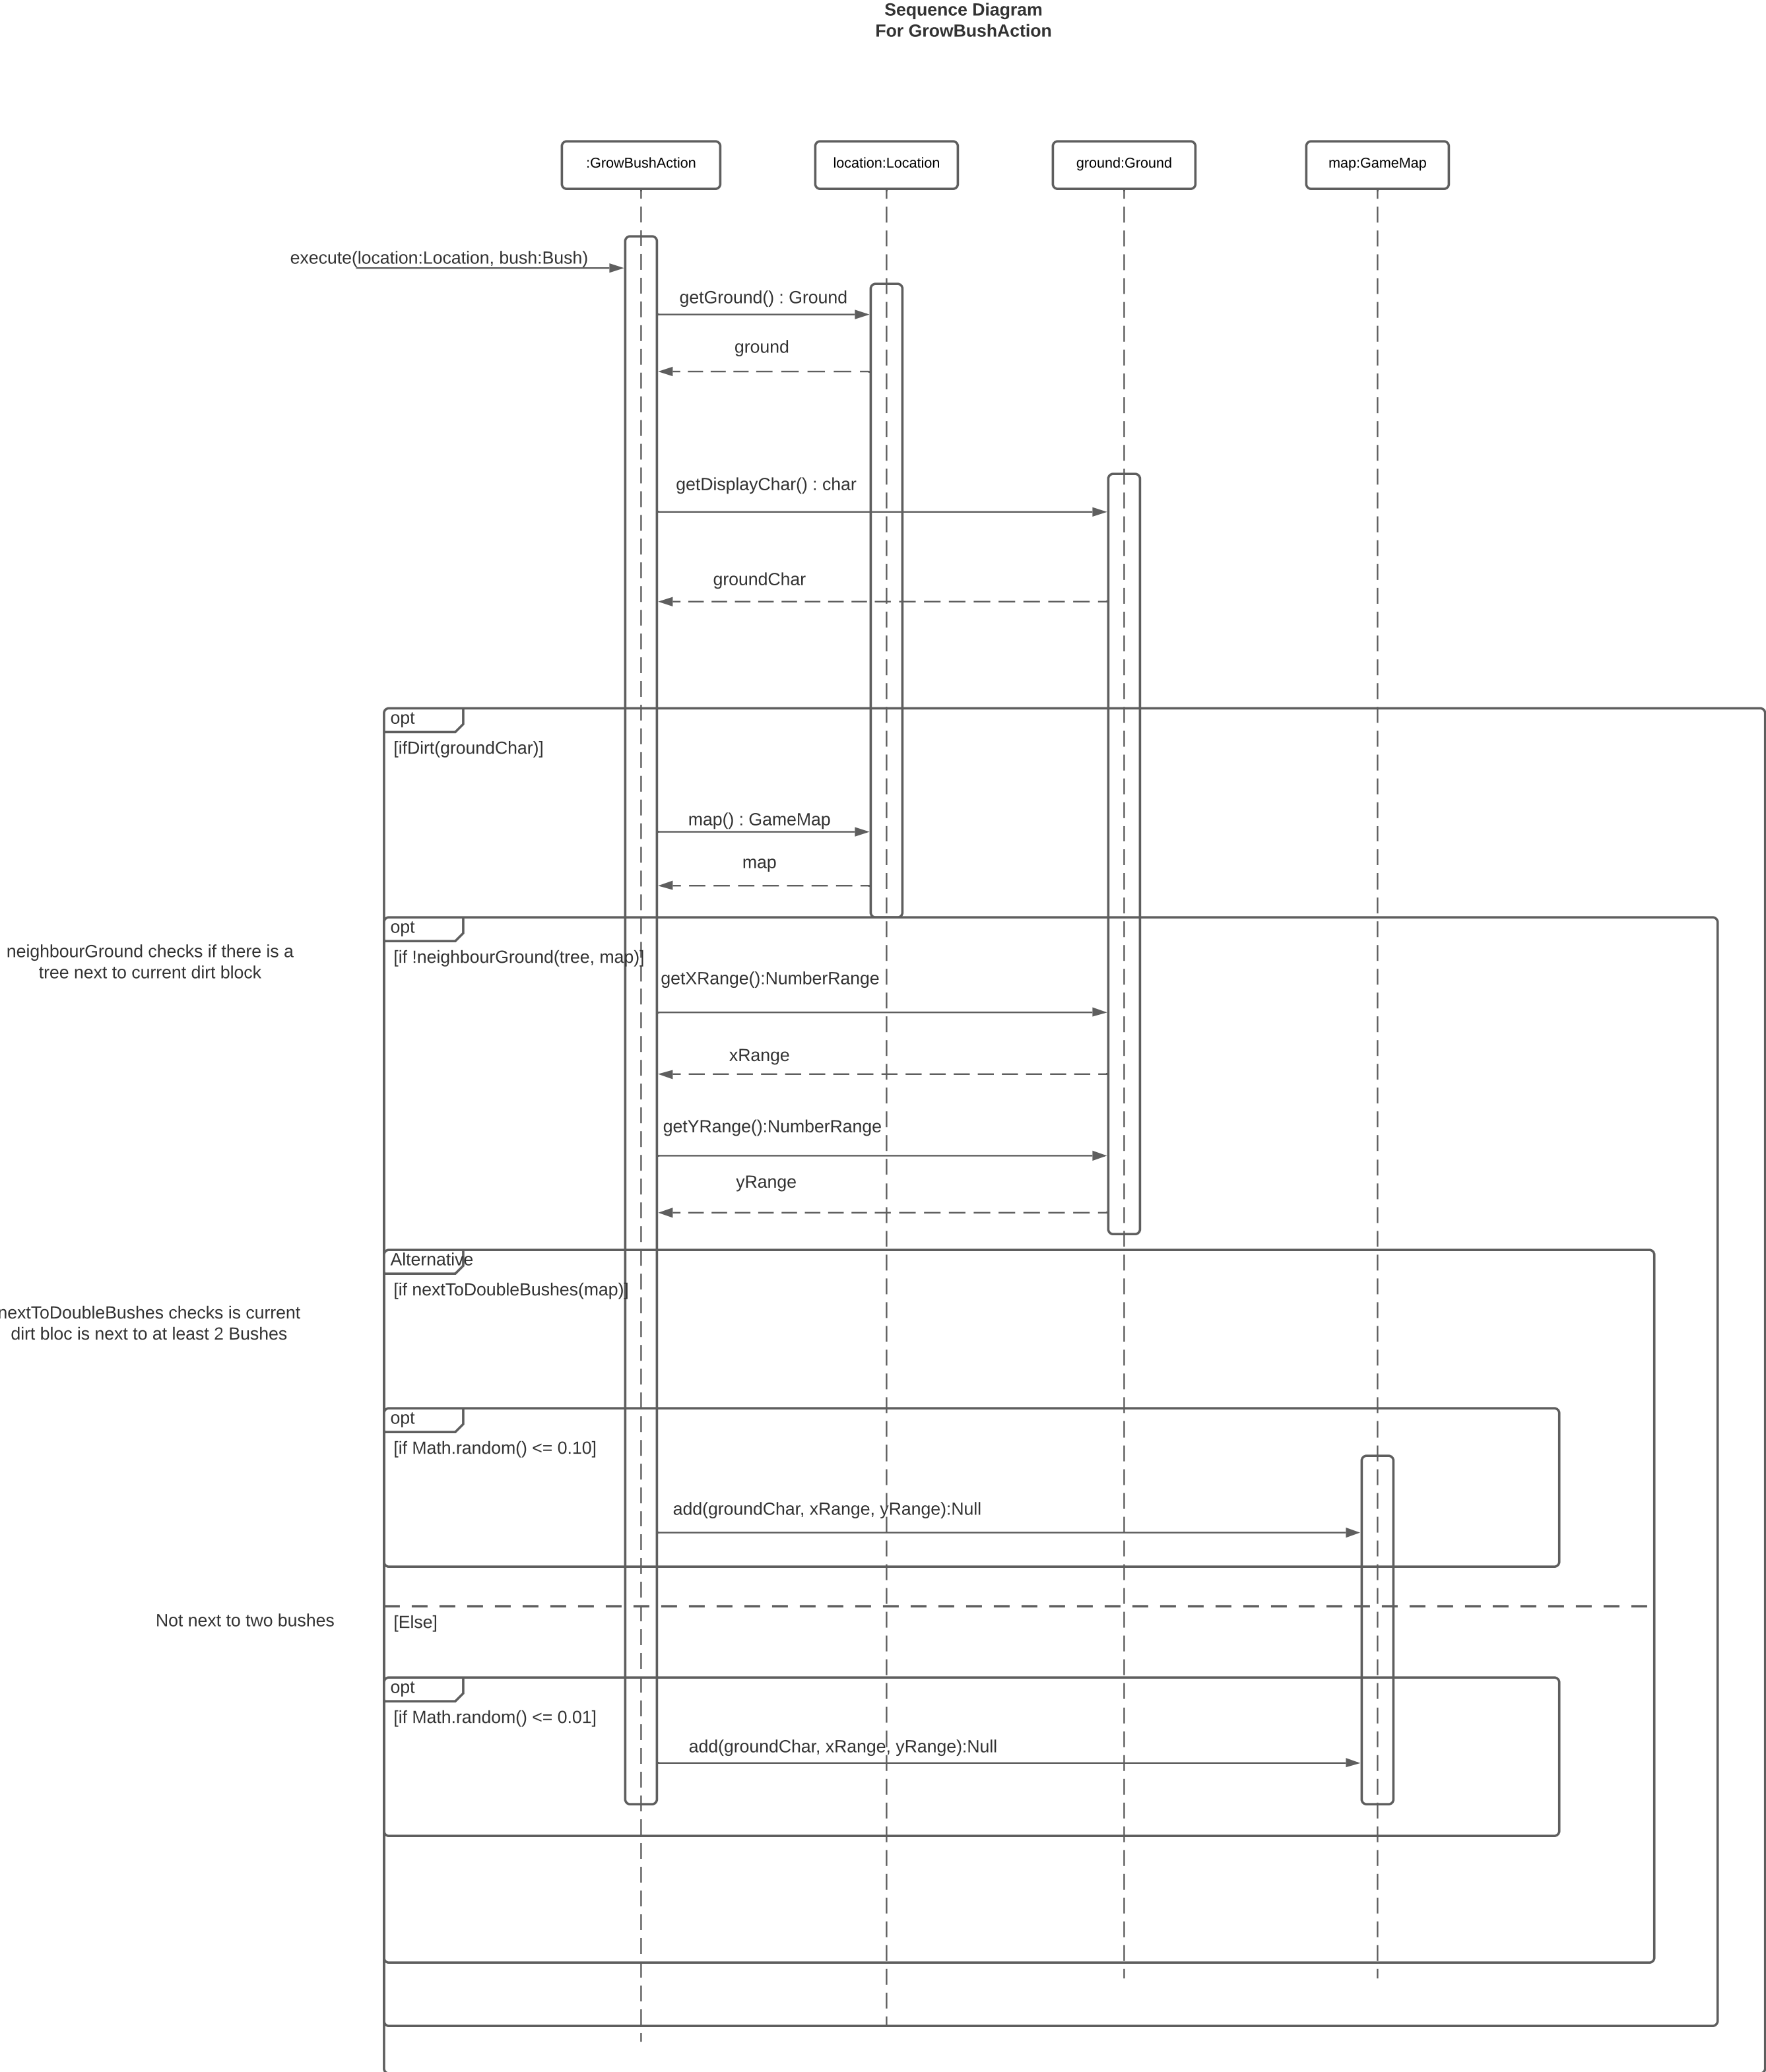 Sequence Diagram
For GrowBushAction
:GrowBushAction
location:Location
ground:Ground
map:GameMap
execute(location:Location, bush:Bush)
getGround() : Ground
ground
getDisplayChar() : char
groundChar
opt
[ifDirt(groundChar)]
map() : GameMap
map
opt
neighbourGround checks if there is a
tree next to current dirt block
[if !neighbourGround(tree, map)]
getXRange():NumberRange
xRange
getYRange():NumberRange
yRange
Alternative
[if nextToDoubleBushes(map)]
nextToDoubleBushes checks is current
dirt bloc is next to at least 2 Bushes
opt
[if Math.random() <= 0.10]
add(groundChar, xRange, yRange):Null
Not next to two bushes
[Else]
opt
[if Math.random() <= 0.01]
add(groundChar, xRange, yRange):Null